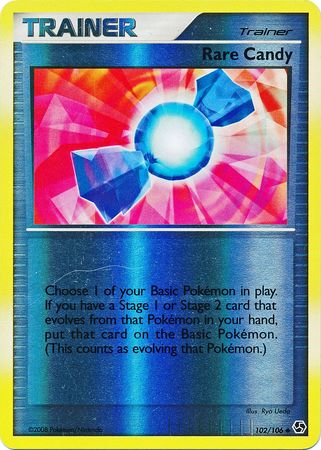 TRAINER
Trainer
Rare Candy
Choose 1 of your Basic Pokémon in play.
If you have a Stage 1 or Stage 2 card that
evolves from that Pokémon in your hand,
put that card on the Basic Pokémon.
(This counts as evolving that Pokémon.)
Illus. Ryo Ueda
©2008 Pokémon/Nintendo
102/106